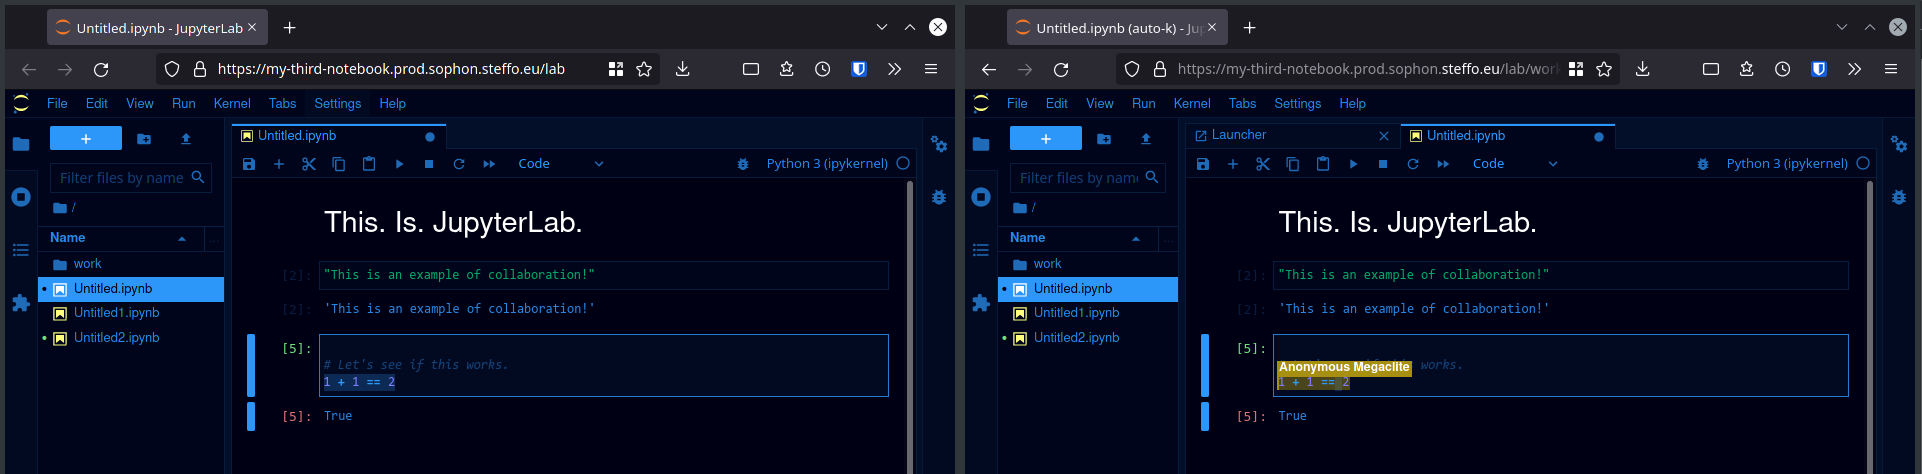 Untitled.ipynb - JupyterLab
https://my-third-notebook.prod.sophon.steffo.eu/lab
File Edit View Run Kernel Tabs Settings Help
Untitled.ipynb
Code
Python 3 (ipykernel)
Filter files by name
/
Name
work
Untitled.ipynb
Untitled1.ipynb
Untitled2.ipynb
This. Is. JupyterLab.
[2]: "This is an example of collaboration!"
[2]: 'This is an example of collaboration!'
[5]:
# Let's see if this works.
1 + 1 == 2
[5]: True
Untitled.ipynb (auto-k) - Jup
https://my-third-notebook.prod.sophon.steffo.eu/lab/work
File Edit View Run Kernel Tabs Settings Help
Launcher
Untitled.ipynb
Code
Python 3 (ipykernel)
Filter files by name
/
Name
work
Untitled.ipynb
Untitled1.ipynb
Untitled2.ipynb
This. Is. JupyterLab.
[2]: "This is an example of collaboration!"
[2]: 'This is an example of collaboration!'
[5]:
Anonymous Megaclite works.
1 + 1 == 2
[5]: True